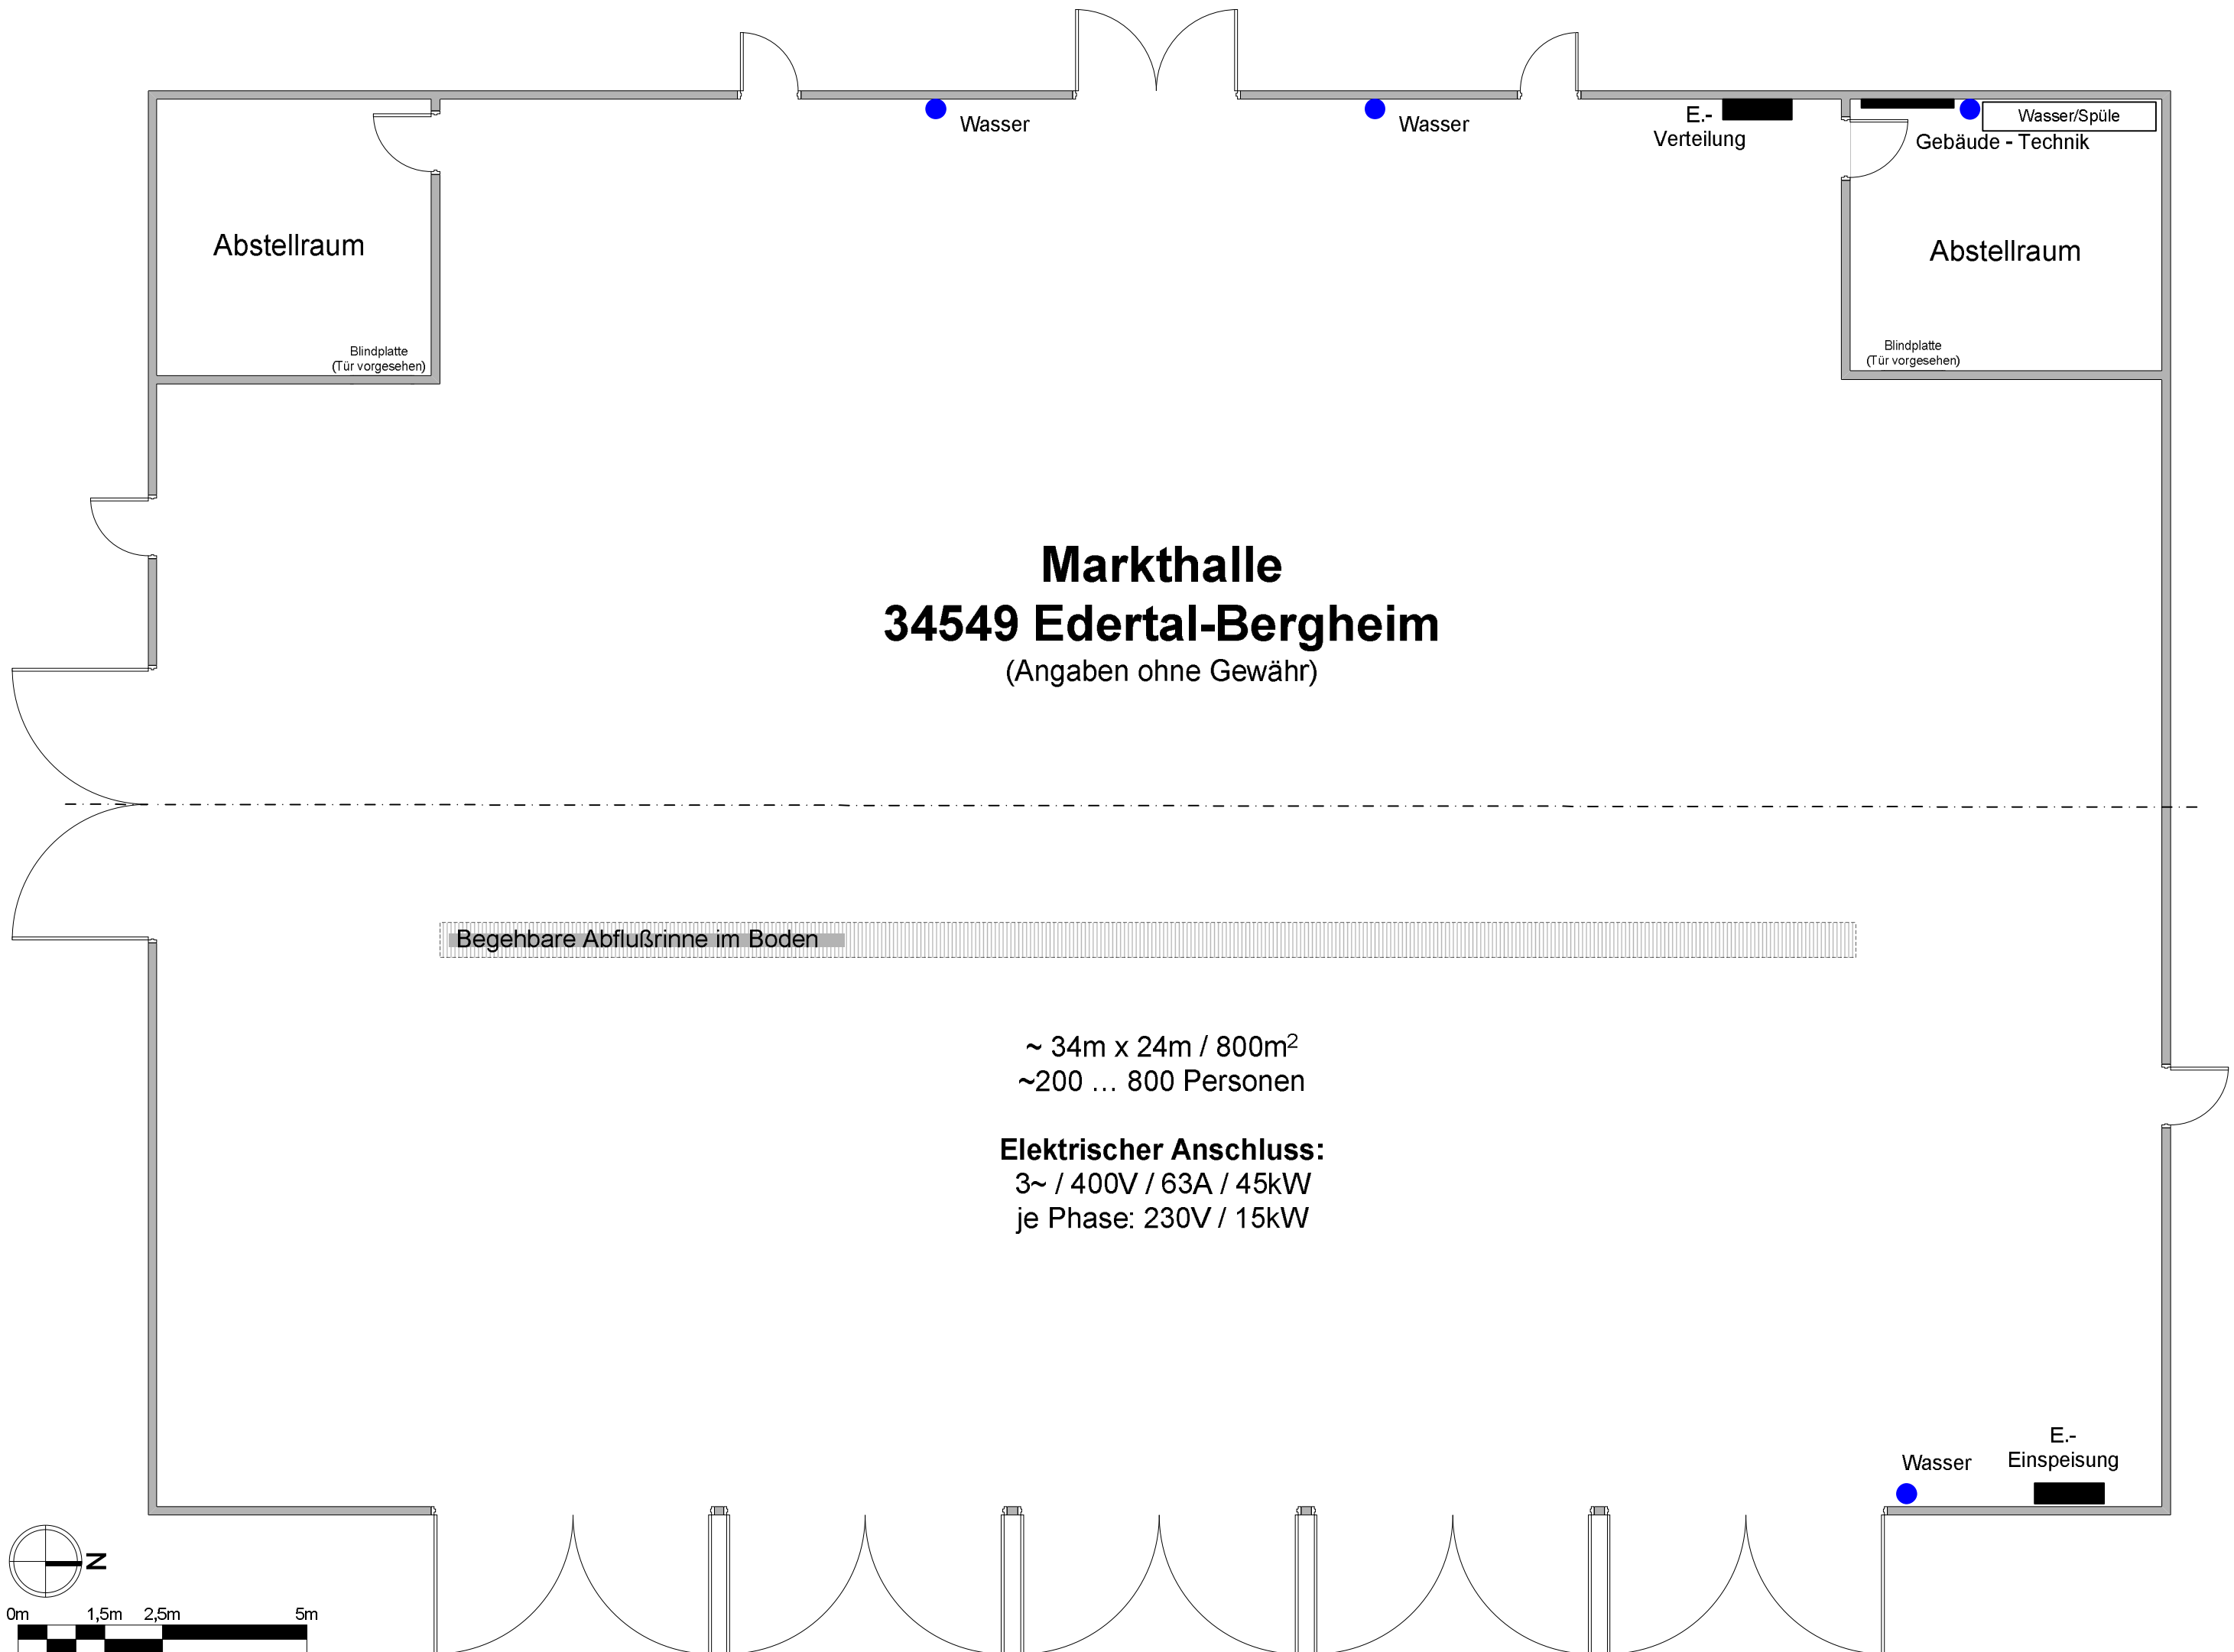 Wasser
Wasser
E.-
Verteilung
Wasser/Spüle
Gebäude - Technik
Abstellraum
Abstellraum
Blindplatte
(Tür vorgesehen)
Blindplatte
(Tür vorgesehen)
Markthalle
34549 Edertal-Bergheim
(Angaben ohne Gewähr)
Begehbare Abflußrinne im Boden
~ 34m x 24m / 800m²
~200 ... 800 Personen
Elektrischer Anschluss:
3~ / 400V / 63A / 45kW
je Phase: 230V / 15kW
E.-
Einspeisung
Wasser
N
0m 1,5m 2,5m 5m